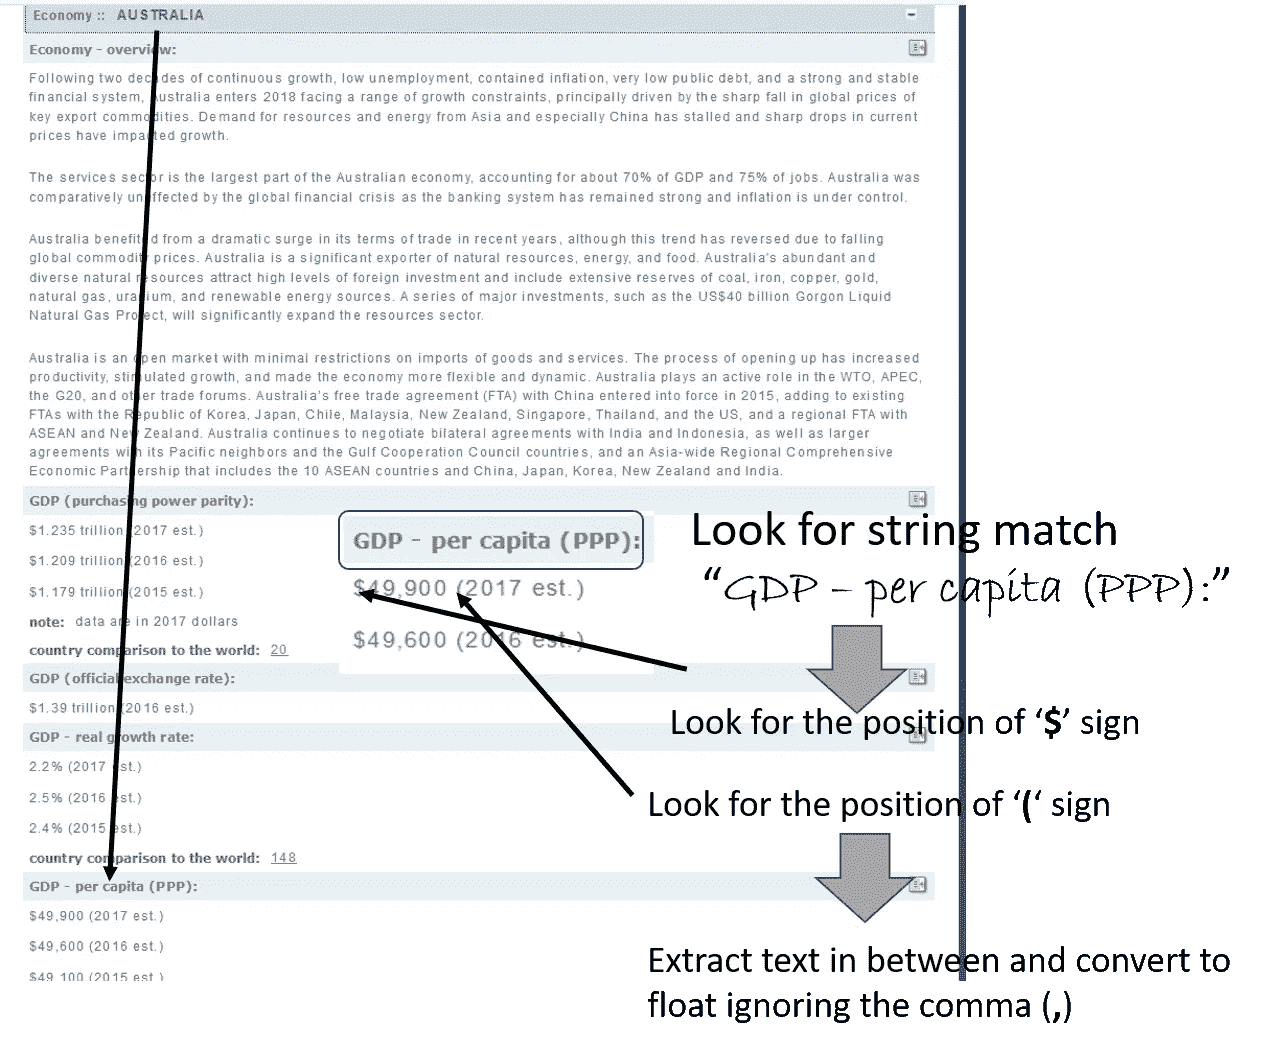 Economy :: AUSTRALIA
Economy - overview:
Following two decades of continuous growth, low unemployment, contained inflation, very low public debt, and a strong and stable
financial system, Australia enters 2018 facing a range of growth constraints, principally driven by the sharp fall in global prices of
key export commodities. Demand for resources and energy from Asia and especially China has stalled and sharp drops in current
prices have impacted growth.
The services sector is the largest part of the Australian economy, accounting for about 70% of GDP and 75% of jobs. Australia was
comparatively unaffected by the global financial crisis as the banking system has remained strong and inflation is under control.
Australia benefited from a dramatic surge in its terms of trade in recent years, although this trend has reversed due to falling
global commodity prices. Australia is a significant exporter of natural resources, energy, and food. Australia's abundant and
diverse natural resources attract high levels of foreign investment and include extensive reserves of coal, iron, copper, gold,
natural gas, uranium, and renewable energy sources. A series of major investments, such as the US$40 billion Gorgon Liquid
Natural Gas Project, will significantly expand the resources sector.
Australia is an open market with minimal restrictions on imports of goods and services. The process of opening up has increased
productivity, stimulated growth, and made the economy more flexible and dynamic. Australia plays an active role in the WTO, APEC,
the G20, and other trade forums. Australia's free trade agreement (FTA) with China entered into force in 2015, adding to existing
FTAs with the Republic of Korea, Japan, Chile, Malaysia, New Zealand, Singapore, Thailand, and the US, and a regional FTA with
ASEAN and New Zealand. Australia continues to negotiate bilateral agreements with India and Indonesia, as well as larger
agreements with its Pacific neighbors and the Gulf Cooperation Council countries, and an Asia-wide Regional Comprehensive
Economic Partnership that includes the 10 ASEAN countries and China, Japan, Korea, New Zealand and India.
GDP (purchasing power parity):
$1.235 trillion (2017 est.)
$1.209 trillion (2016 est.)
$1.179 trillion (2015 est.)
note: data are in 2017 dollars
country comparison to the world: 20
GDP (official exchange rate):
$1.39 trillion (2016 est.)
GDP - real growth rate:
2.2% (2017 est.)
2.5% (2016 est.)
2.4% (2015 est.)
country comparison to the world: 148
GDP - per capita (PPP):
$49,900 (2017 est.)
$49,600 (2016 est.)
$49,100 (2015 est.)
GDP - per capita (PPP):
$49,900 (2017 est.)
$49,600 (2016 est.)
Look for string match
“GDP – per capita (PPP):”
Look for the position of ‘$’ sign
Look for the position of ‘(‘ sign
Extract text in between and convert to
float ignoring the comma (,)